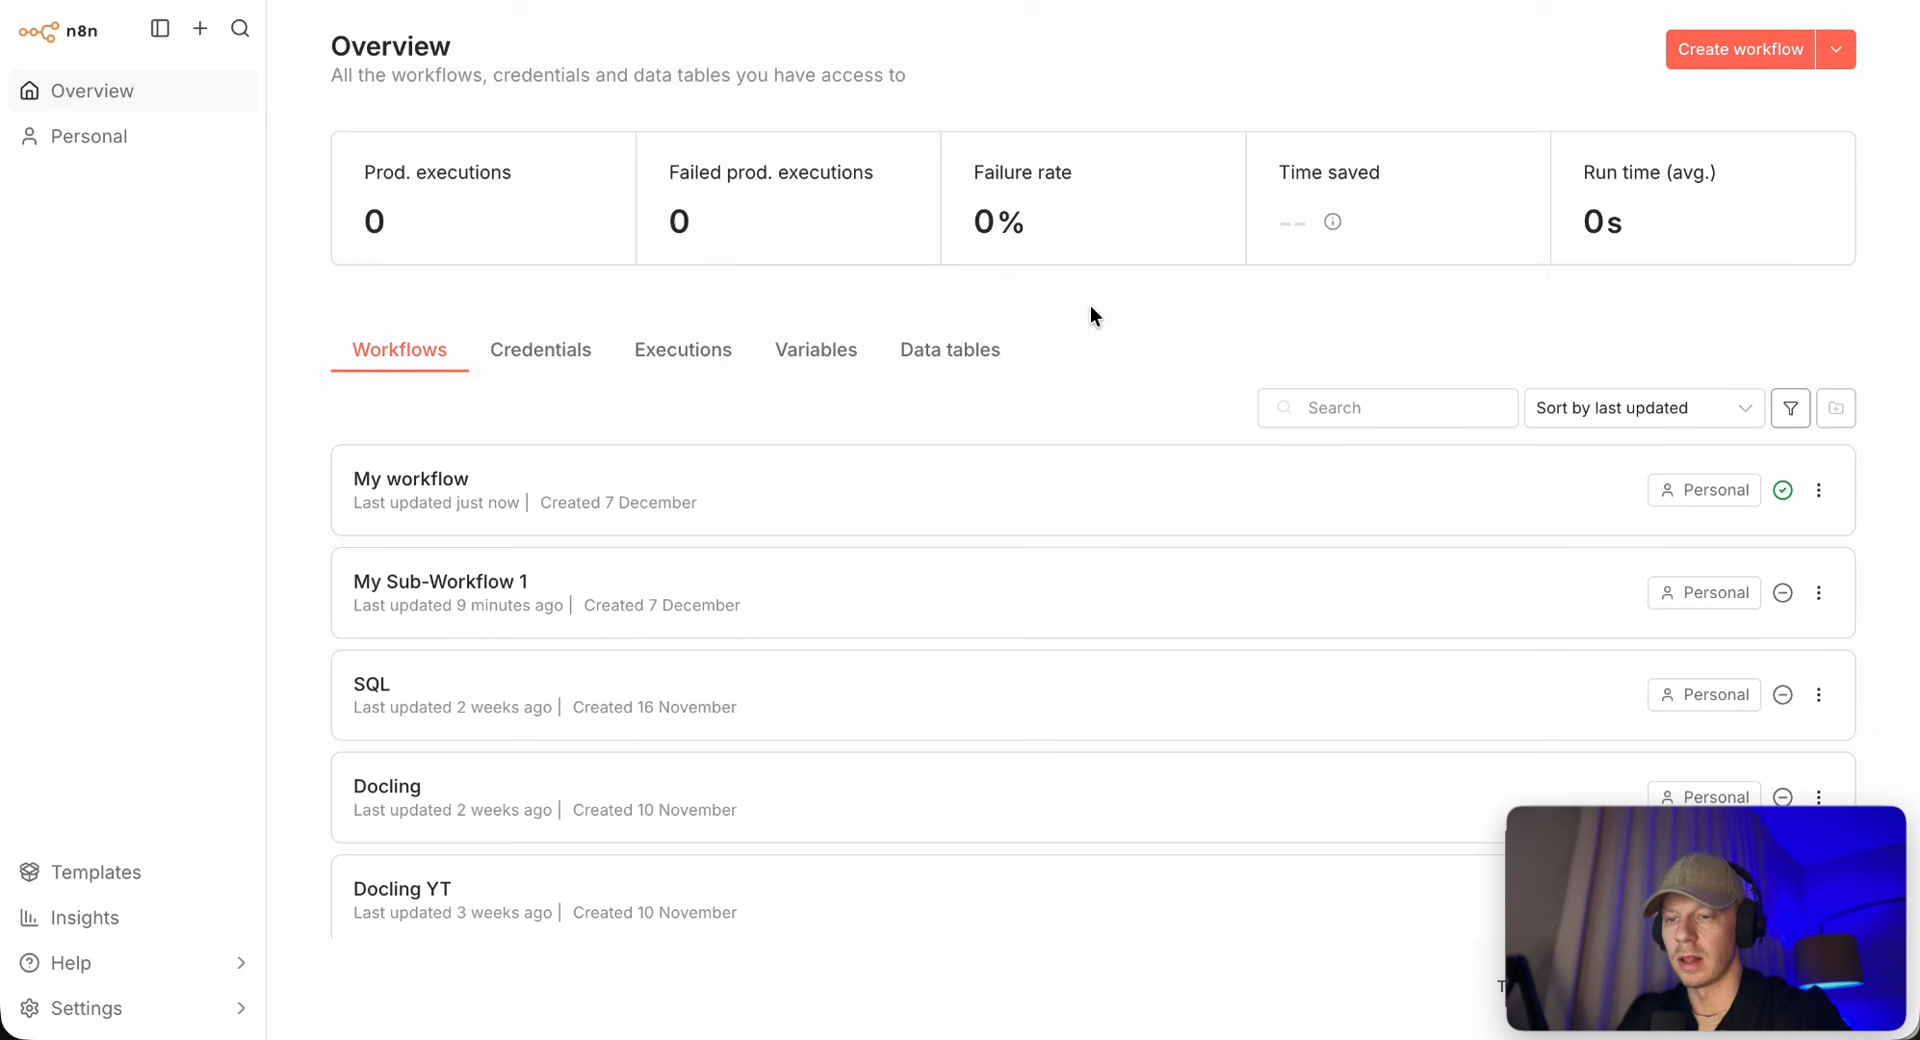 n8n
Overview
Personal
Templates
Insights
Help
Settings
Overview
All the workflows, credentials and data tables you have access to
Create workflow
Prod. executions
0
Failed prod. executions
0
Failure rate
0%
Time saved
--
Run time (avg.)
0s
Workflows Credentials Executions Variables Data tables
Search
Sort by last updated
My workflow
Last updated just now | Created 7 December
Personal
My Sub-Workflow 1
Last updated 9 minutes ago | Created 7 December
Personal
SQL
Last updated 2 weeks ago | Created 16 November
Personal
Docling
Last updated 2 weeks ago | Created 10 November
Personal
Docling YT
Last updated 3 weeks ago | Created 10 November